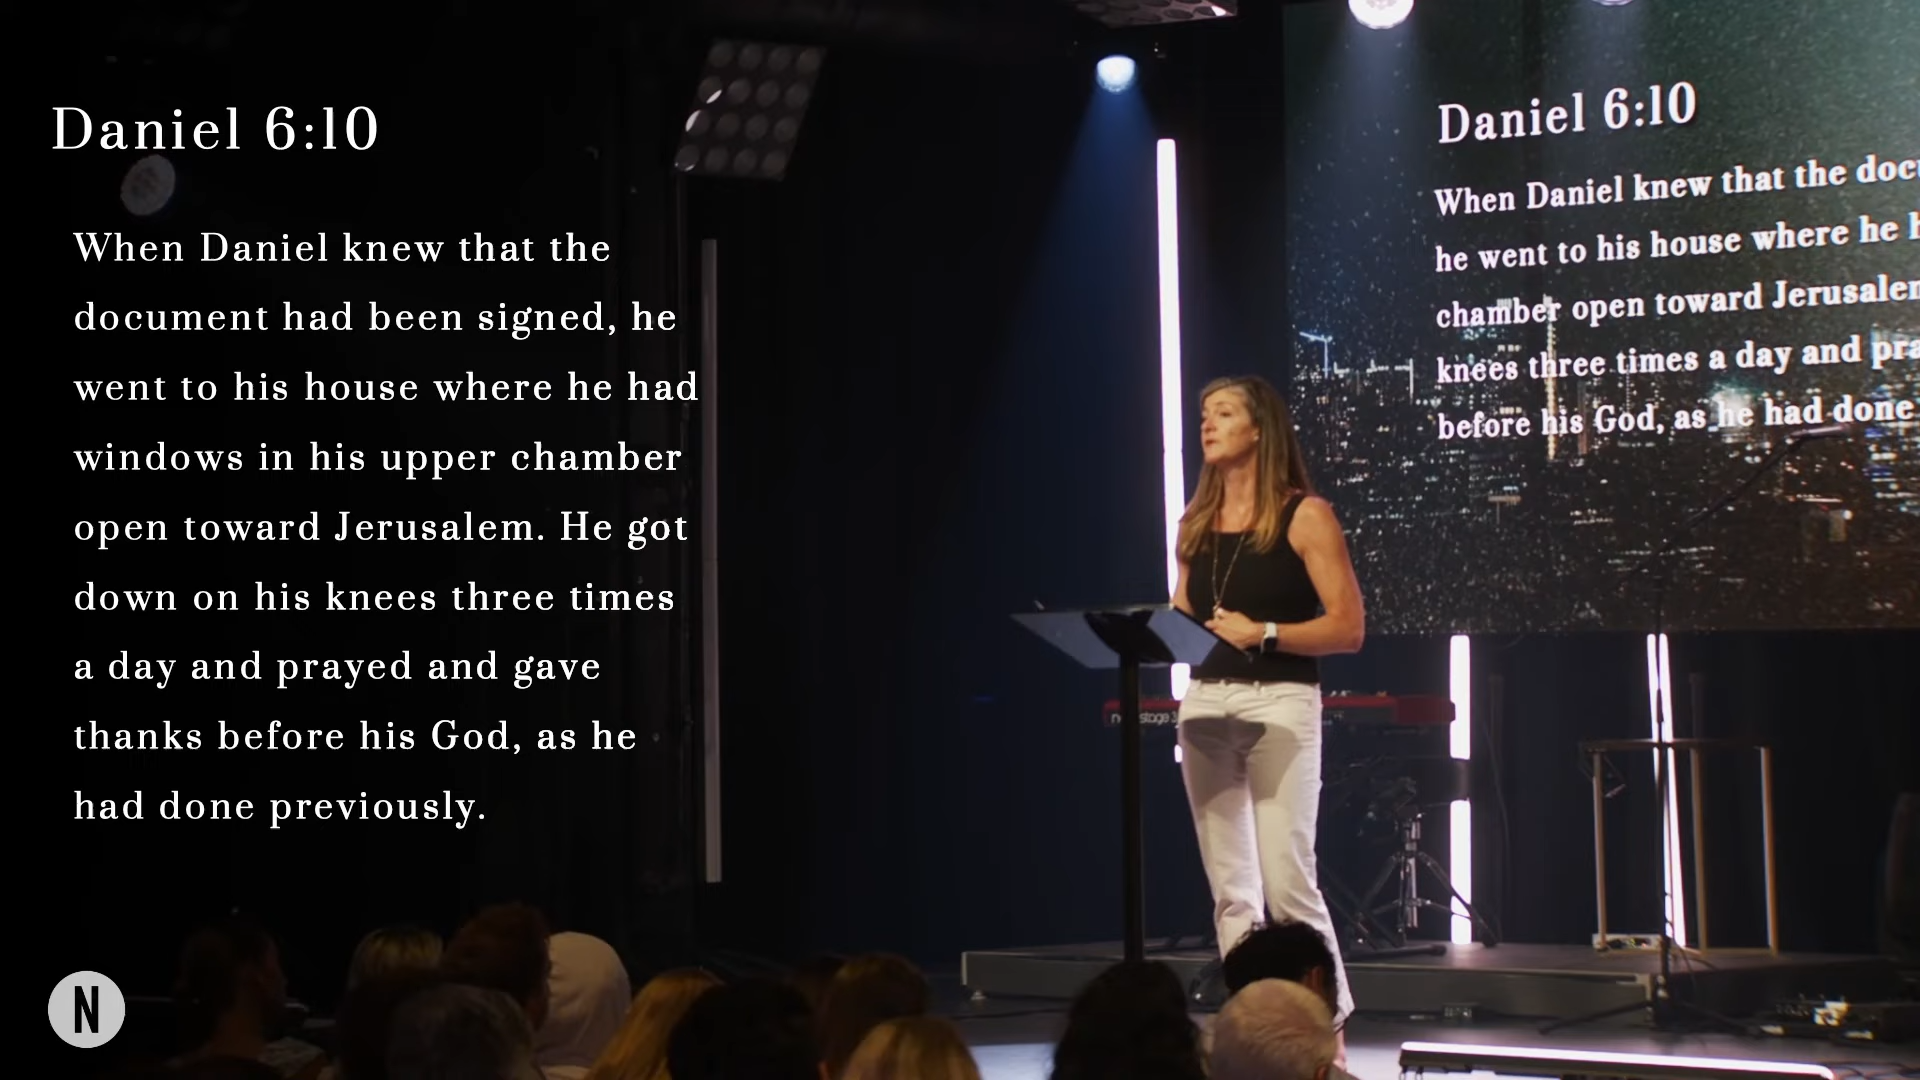 Daniel 6:10
When Daniel knew that the
document had been signed, he
went to his house where he had
windows in his upper chamber
open toward Jerusalem. He got
down on his knees three times
a day and prayed and gave
thanks before his God, as he
had done previously.
N
Daniel 6:10
When Daniel knew that the
he went to his house where he
chamber open toward Jerusalem
knees three times a day and
before his God, as he had done
stage 3